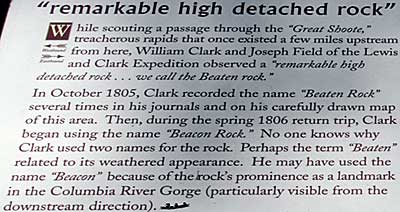 "remarkable high detached rock"
While scouting a passage through the "Great Shoote,"
treacherous rapids that once existed a few miles upstream
from here, William Clark and Joseph Field of the Lewis
and Clark Expedition observed a "remarkable high
detached rock . . . we call the Beaten rock."
In October 1805, Clark recorded the name "Beaten Rock"
several times in his journals and on his carefully drawn map
of this area. Then, during the spring 1806 return trip, Clark
began using the name "Beacon Rock." No one knows why
Clark used two names for the rock. Perhaps the term "Beaten"
related to its weathered appearance. He may have used the
name "Beacon" because of the rock's prominence as a landmark
in the Columbia River Gorge (particularly visible from the
downstream direction).